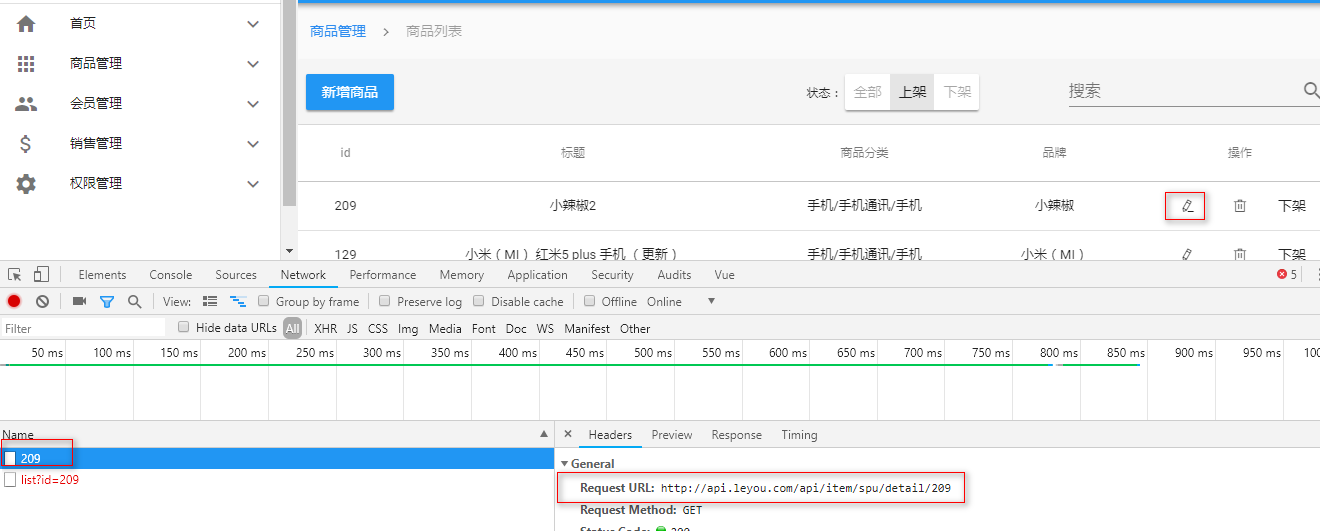 首页
商品管理
会员管理
销售管理
权限管理
商品管理 > 商品列表
新增商品 状态： 全部 上架 下架 搜索
id 标题 商品分类 品牌 操作
209 小辣椒2 手机/手机通讯/手机 小辣椒 下架
129 小米（MI）红米5 plus 手机 （更新） 手机/手机通讯/手机 小米（MI） 下架
Elements Console Sources Network Performance Memory Application Security Audits Vue 5
View: Group by frame Preserve log Disable cache Offline Online
Filter Hide data URLs All XHR JS CSS Img Media Font Doc WS Manifest Other
50 ms 100 ms 150 ms 200 ms 250 ms 300 ms 350 ms 400 ms 450 ms 500 ms 550 ms 600 ms 650 ms 700 ms 750 ms 800 ms 850 ms 900 ms 950 ms
Name
209
list?id=209
Headers Preview Response Timing
General
Request URL: http://api.leyou.com/api/item/spu/detail/209
Request Method: GET
Status Code: 200